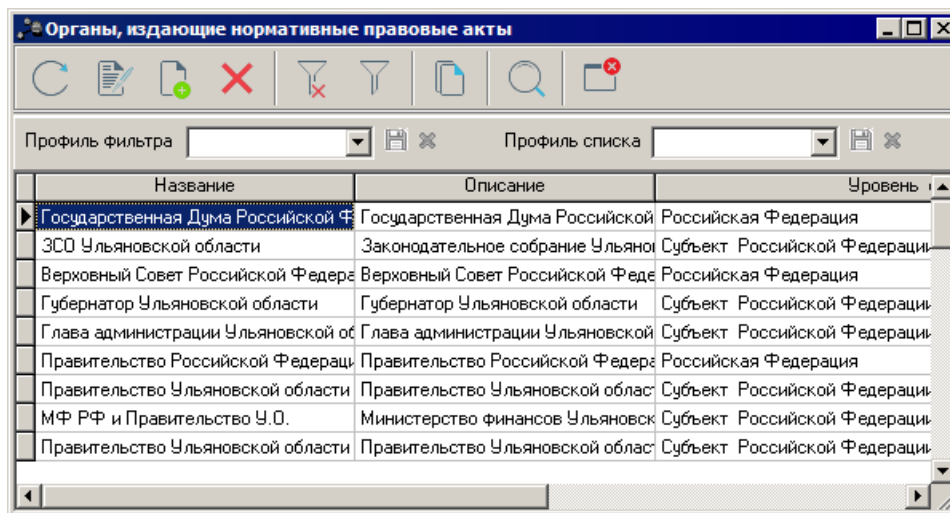 Органы, издающие нормативные правовые акты
Профиль фильтра Профиль списка
Название Описание Уровень
Государственная Дума Российской Ф Государственная Дума Российской Российская Федерация
ЗСО Ульяновской области Законодательное собрание Ульянов Субъект Российской Федерации
Верховный Совет Российской Федера Верховный Совет Российской Феде Российская Федерация
Губернатор Ульяновской области Губернатор Ульяновской области Субъект Российской Федерации
Глава администрации Ульяновской об Глава администрации Ульяновской Субъект Российской Федерации
Правительство Российской Федераци Правительство Российской Федера Российская Федерация
Правительство Ульяновской области Правительство Ульяновской облас Субъект Российской Федерации
МФ РФ и Правительство У.О. Министерство финансов Ульяновск Субъект Российской Федерации
Правительство Ульяновской области Правительство Ульяновской облас Субъект Российской Федерации